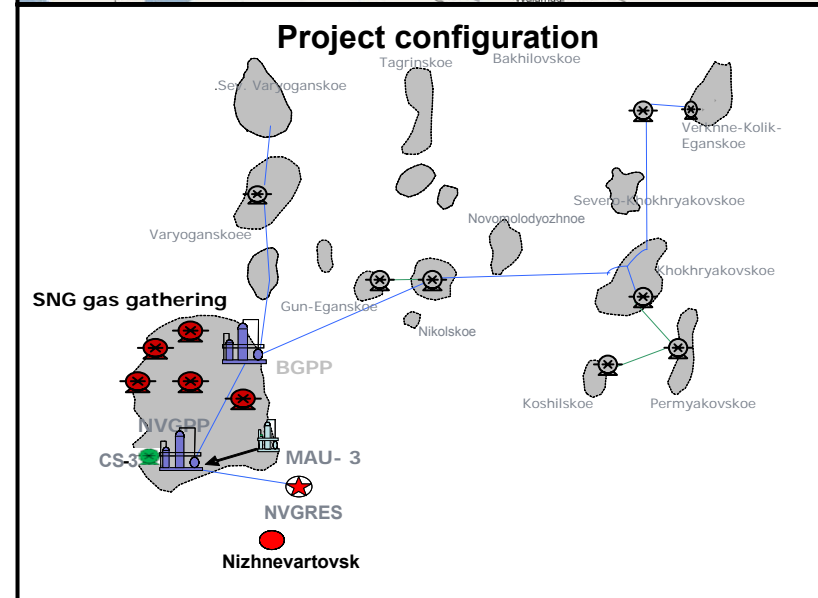 Project configuration
Tagrinskoe
Bakhilovskoe
Sev. Varyoganskoe
Verkhne-Kolik-
Eganskoe
Severo-Khokhryakovskoe
Novomolodyozhnoe
Varyoganskoee
Khokhryakovskoe
SNG gas gathering
Gun-Eganskoe
Nikolskoe
BGPP
Koshilskoe
Permyakovskoe
NVGPP
CS-3
MAU- 3
NVGRES
Nizhnevartovsk